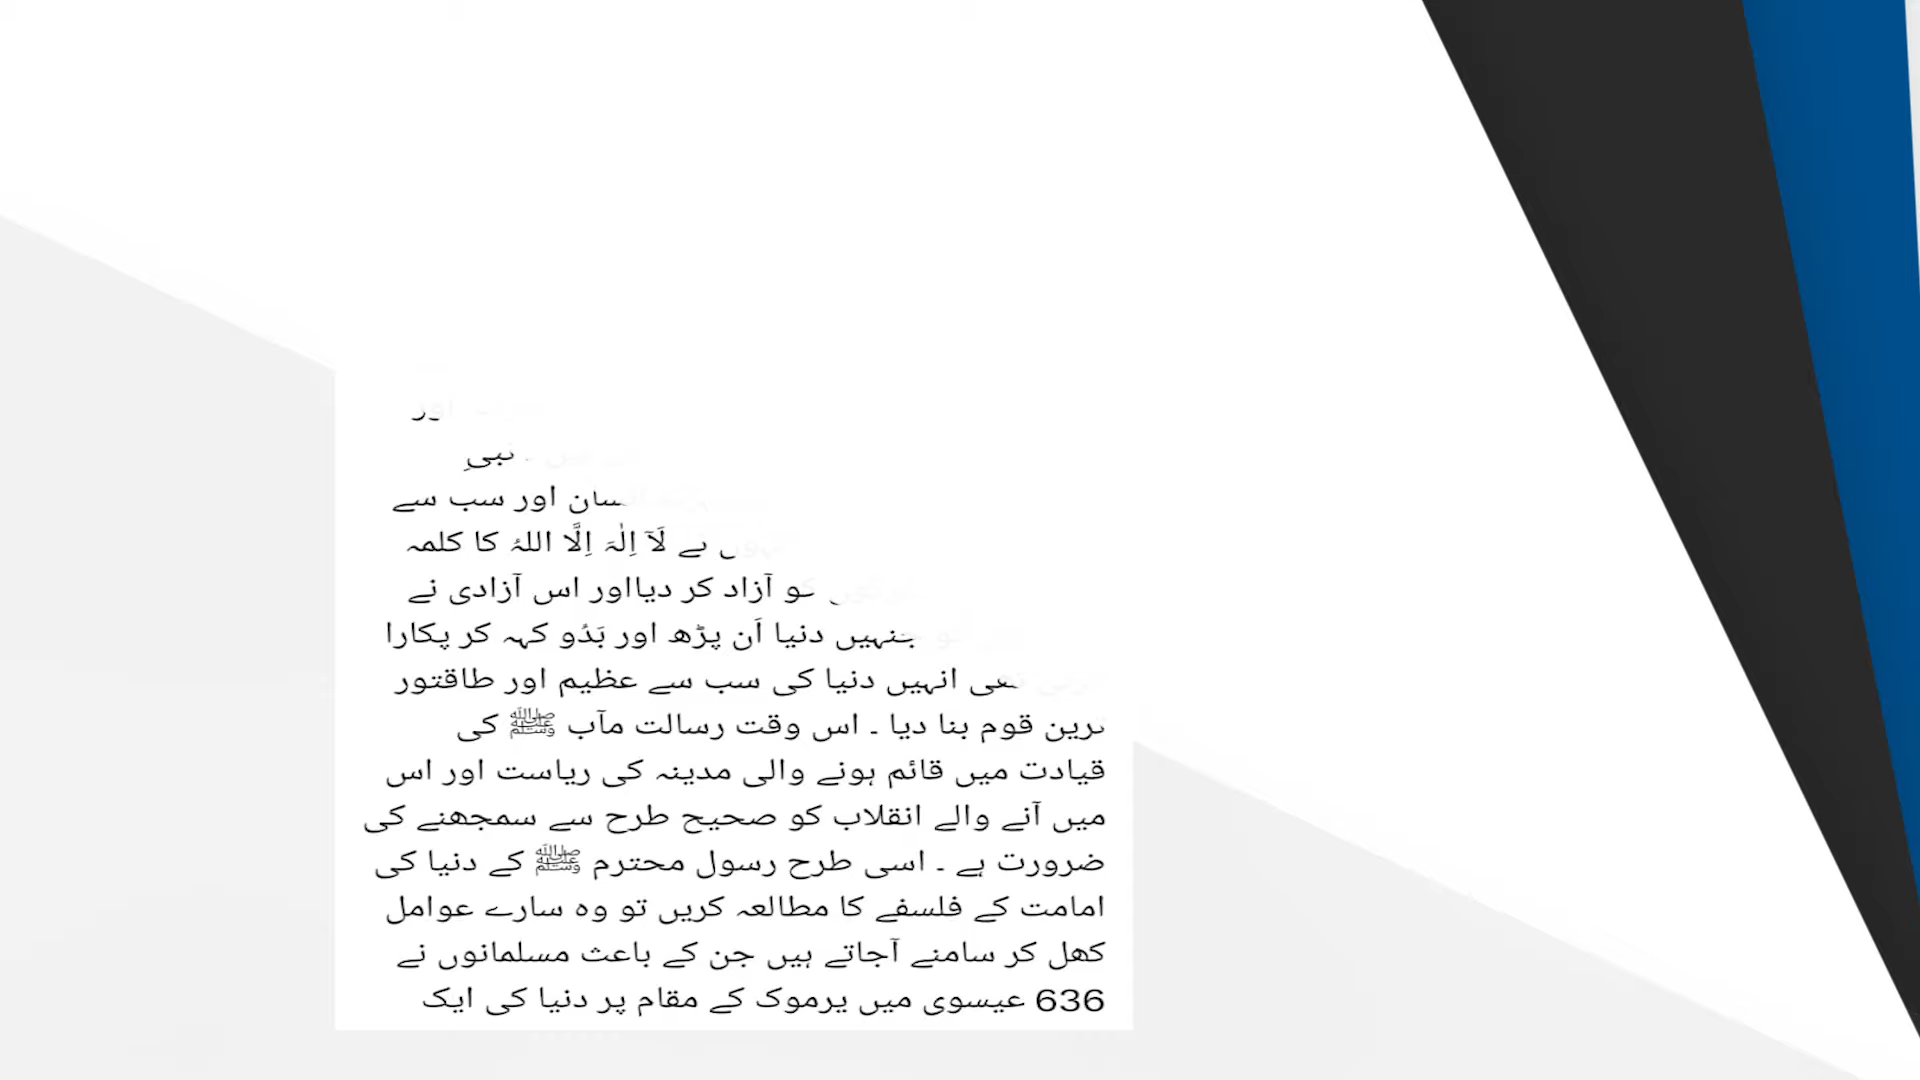 اور
نبیِ
اور سب سے
لَآ اِلٰہَ اِلَّا اللہُ کا کلمہ
کو آزاد کر دیااور اس آزادی نے
جنہیں دنیا اَن پڑھ اور بَدُو کہہ کر پکارا
انہیں دنیا کی سب سے عظیم اور طاقتور
ترین قوم بنا دیا ۔ اس وقت رسالت مآب ﷺ کی
قیادت میں قائم ہونے والی مدینہ کی ریاست اور اس
میں آنے والے انقلاب کو صحیح طرح سے سمجھنے کی
ضرورت ہے ۔ اسی طرح رسول محترم ﷺ کے دنیا کی
امامت کے فلسفے کا مطالعہ کریں تو وہ سارے عوامل
کھل کر سامنے آجاتے ہیں جن کے باعث مسلمانوں نے
636 عیسوی میں یرموک کے مقام پر دنیا کی ایک